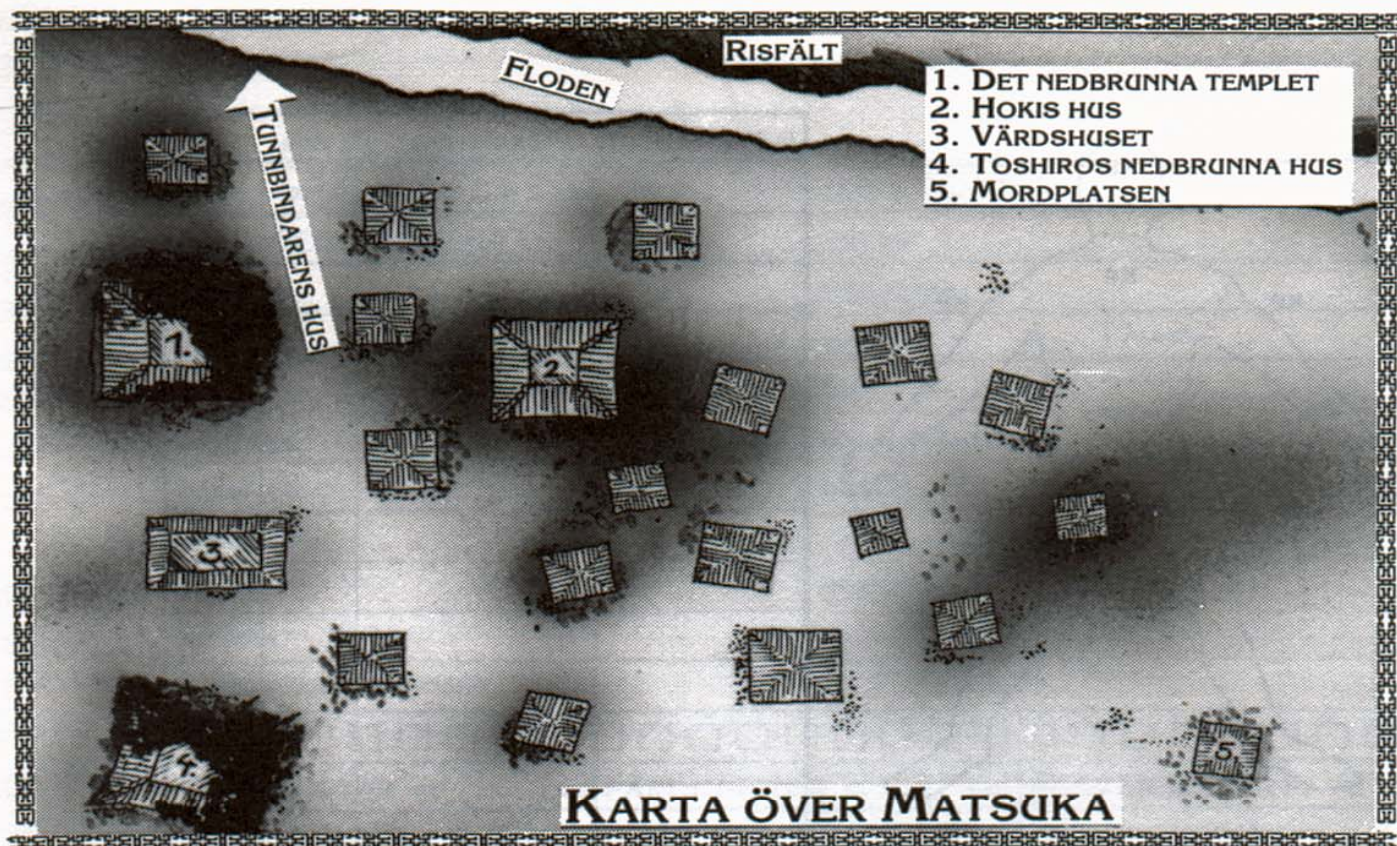 RISFÄLT
FLODEN
1. DET NEDBRUNNA TEMPLET
2. HOKIS HUS
3. VÄRDSHUSET
4. TOSHIROS NEDBRUNNA HUS
5. MORDPLATSEN
TUNNBINDARENS HUS
1.
2
3.
4.
5
KARTA ÖVER MATSUKA